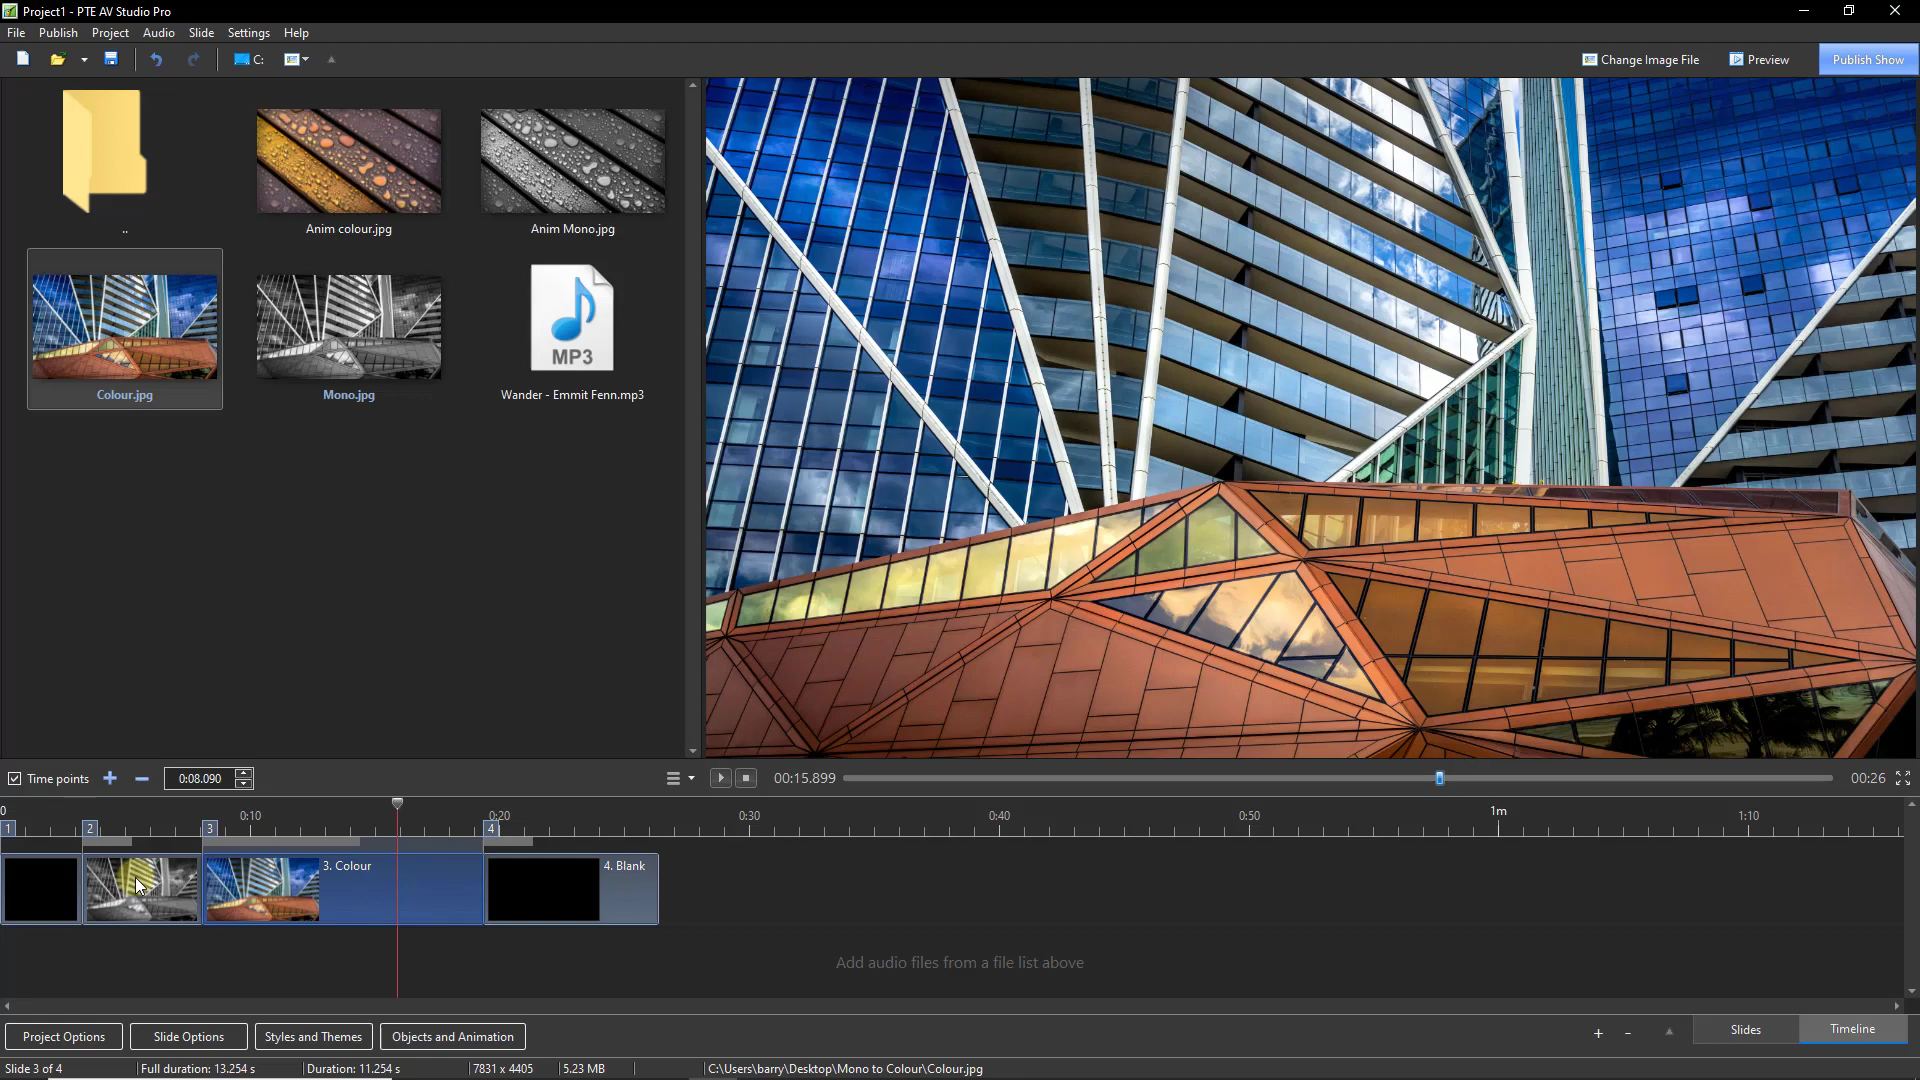 Project1 - PTE AV Studio Pro
File Publish Project Audio Slide Settings Help
C:
Change Image File Preview Publish Show
..
Anim colour.jpg
Anim Mono.jpg
Colour.jpg
Mono.jpg
MP3
Wander - Emmit Fenn.mp3
Time points
0:08.090
00:15.899
00:26
0 0:10 0:20 0:30 0:40 0:50 1m 1:10
1 2 3 4
3. Colour
4. Blank
Add audio files from a file list above
Project Options Slide Options Styles and Themes Objects and Animation
+ -
Slides Timeline
Slide 3 of 4 Full duration: 13.254 s Duration: 11.254 s 7831 x 4405 5.23 MB C:\Users\barry\Desktop\Mono to Colour\Colour.jpg